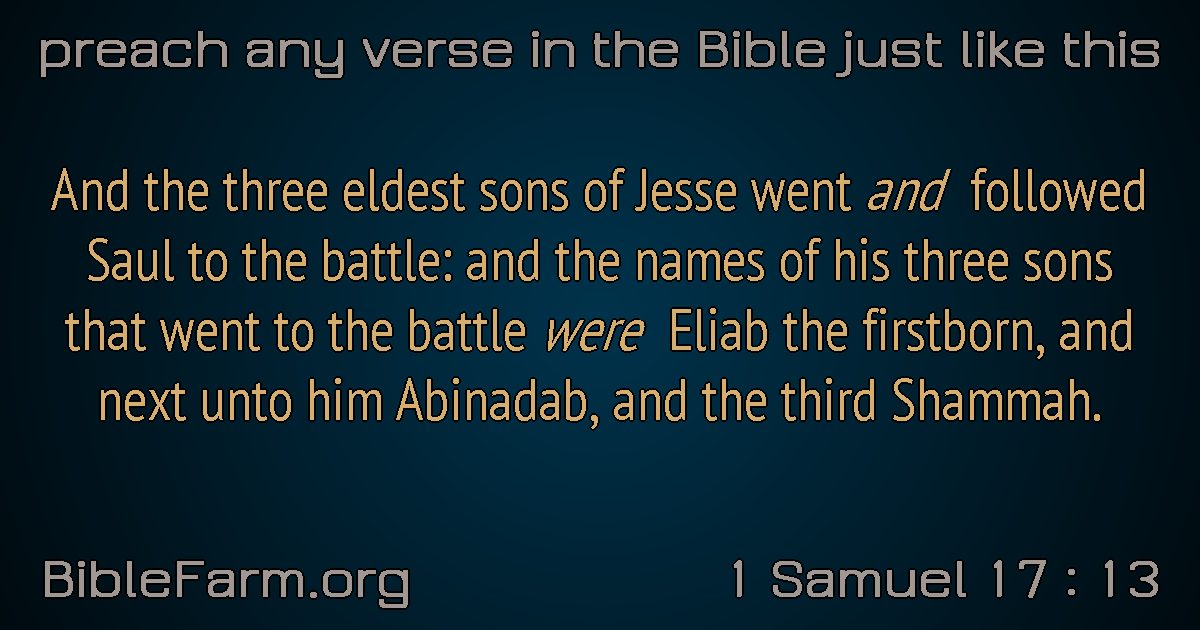 preach any verse in the Bible just like this
And the three eldest sons of Jesse went and followed
Saul to the battle: and the names of his three sons
that went to the battle were Eliab the firstborn, and
next unto him Abinadab, and the third Shammah.
BibleFarm.org
1 Samuel 17 : 13